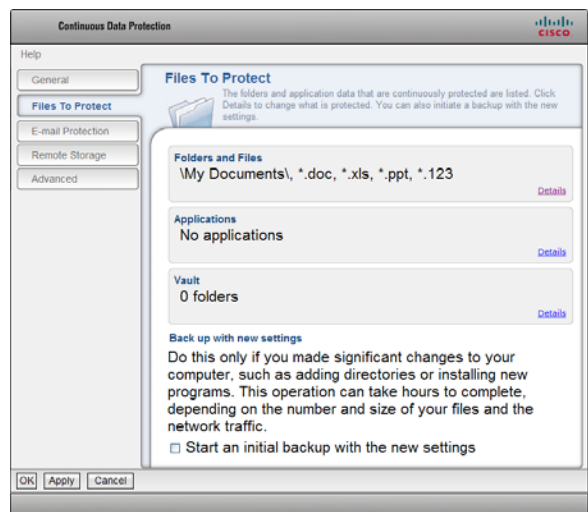 Continuous Data Protection
CISCO
Help
General
Files To Protect
E-mail Protection
Remote Storage
Advanced
Files To Protect
The folders and application data that are continuously protected are listed. Click
Details to change what is protected. You can also initiate a backup with the new
settings.
Folders and Files
\My Documents\, *.doc, *.xls, *.ppt, *.123
Details
Applications
No applications
Details
Vault
0 folders
Details
Back up with new settings
Do this only if you made significant changes to your
computer, such as adding directories or installing new
programs. This operation can take hours to complete,
depending on the number and size of your files and the
network traffic.
Start an initial backup with the new settings
OK Apply Cancel